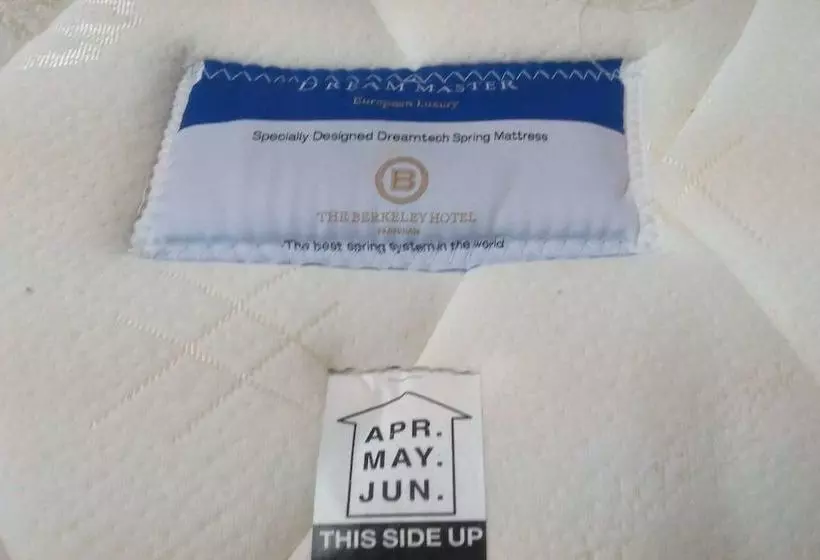 DREAM MASTER
European Luxury
Specially Designed Dreamtech Spring Mattress
B
THE BERKELEY HOTEL
PRATUNAM
The best spring system in the world
APR.
MAY.
JUN.
THIS SIDE UP